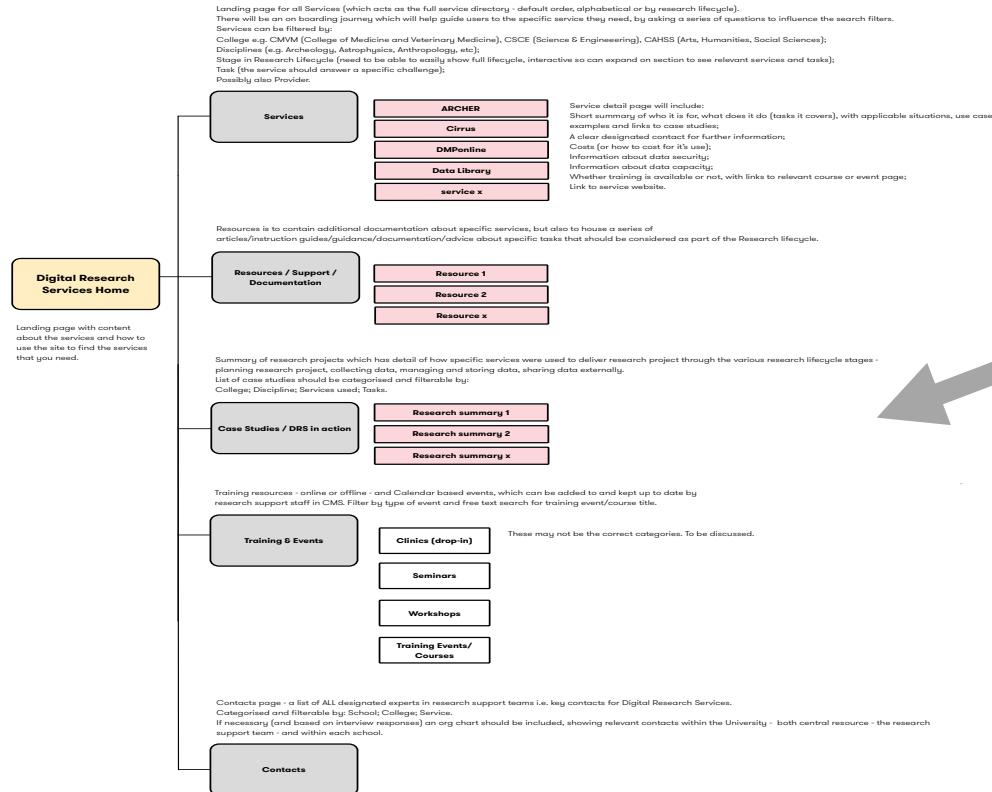 Landing page for all Services (which acts as the full service directory - default order, alphabetical or by research lifecycle).
There will be an on boarding journey which will help guide users to the specific service they need, by asking a series of questions to influence the search filters.
Services can be filtered by:
College e.g. CMVM (College of Medicine and Veterinary Medicine), CSCE (Science & Engineering), CAHSS (Arts, Humanities, Social Sciences);
Disciplines (e.g. Archeology, Astrophysics, Anthropology, etc);
Stage in Research Lifecycle (need to be able to easily show full lifecycle, interactive so can expand on section to see relevant services and tasks);
Task (the service should answer a specific challenge);
Possibly also Provider.
Services
ARCHER
Cirrus
DMPonline
Data Library
service x
Service detail page will include:
Short summary of who it is for, what does it do (tasks it covers), with applicable situations, use case
examples and links to case studies;
A clear designated contact for further information;
Costs (or how to cost for it's use);
Information about data security;
Information about data capacity;
Whether training is available or not, with links to relevant course or event page;
Link to service website.
Resources is to contain additional documentation about specific services, but also to house a series of
articles/instruction guides/guidance/documentation/advice about specific tasks that should be considered as part of the Research lifecycle.
Digital Research
Services Home
Landing page with content
about the services and how to
use the site to find the services
that you need.
Resources / Support /
Documentation
Resource 1
Resource 2
Resource x
Summary of research projects which has detail of how specific services were used to deliver research project through the various research lifecycle stages -
planning research project, collecting data, managing and storing data, sharing data externally.
List of case studies should be categorised and filterable by:
College; Discipline; Services used; Tasks.
Case Studies / DRS in action
Research summary 1
Research summary 2
Research summary x
Training resources - online or offline - and Calendar based events, which can be added to and kept up to date by
research support staff in CMS. Filter by type of event and free text search for training event/course title.
Training & Events
Clinics (drop-in)
Seminars
Workshops
Training Events/
Courses
These may not be the correct categories. To be discussed.
Contacts page - a list of ALL designated experts in research support teams i.e. key contacts for Digital Research Services.
Categorised and filterable by: School; College; Service.
If necessary (and based on interview responses) an org chart should be included, showing relevant contacts within the University - both central resource - the research
support team - and within each school.
Contacts